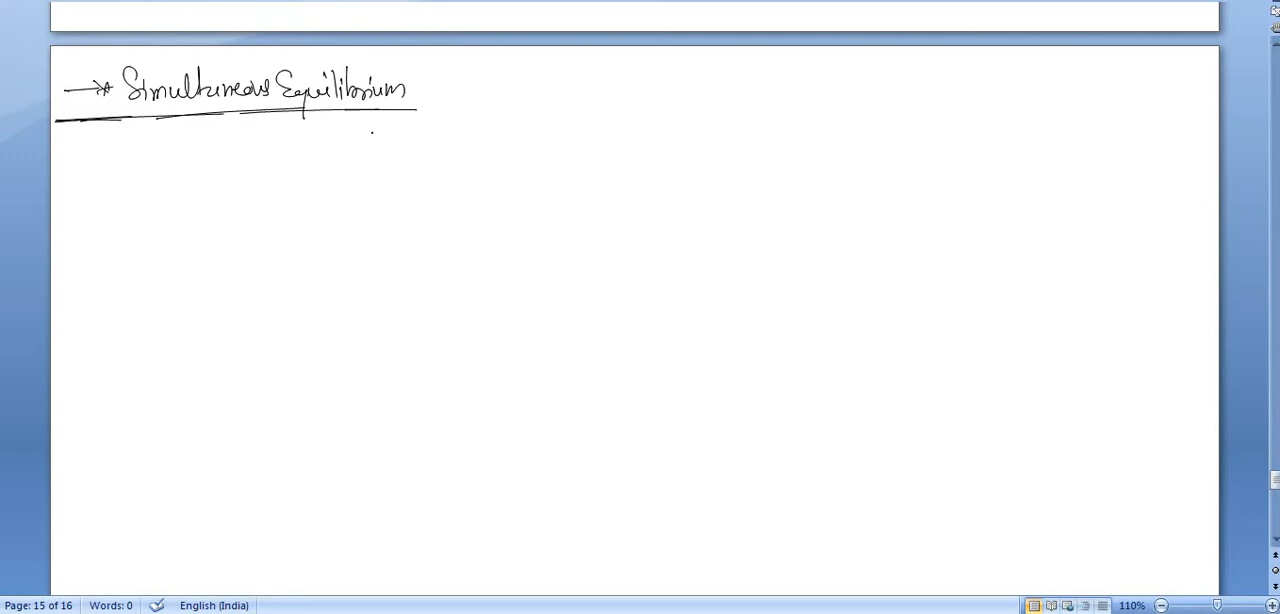 →* Simultaneous Equilibrium
Page: 15 of 16 Words: 0 English (India) 110%